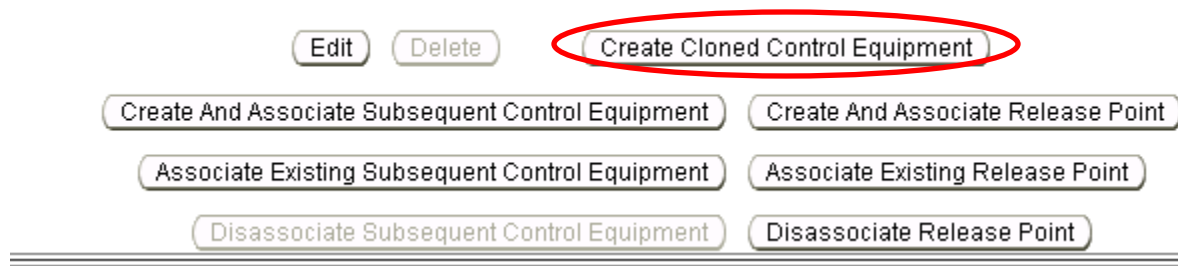 Edit Delete Create Cloned Control Equipment
Create And Associate Subsequent Control Equipment Create And Associate Release Point
Associate Existing Subsequent Control Equipment Associate Existing Release Point
Disassociate Subsequent Control Equipment Disassociate Release Point